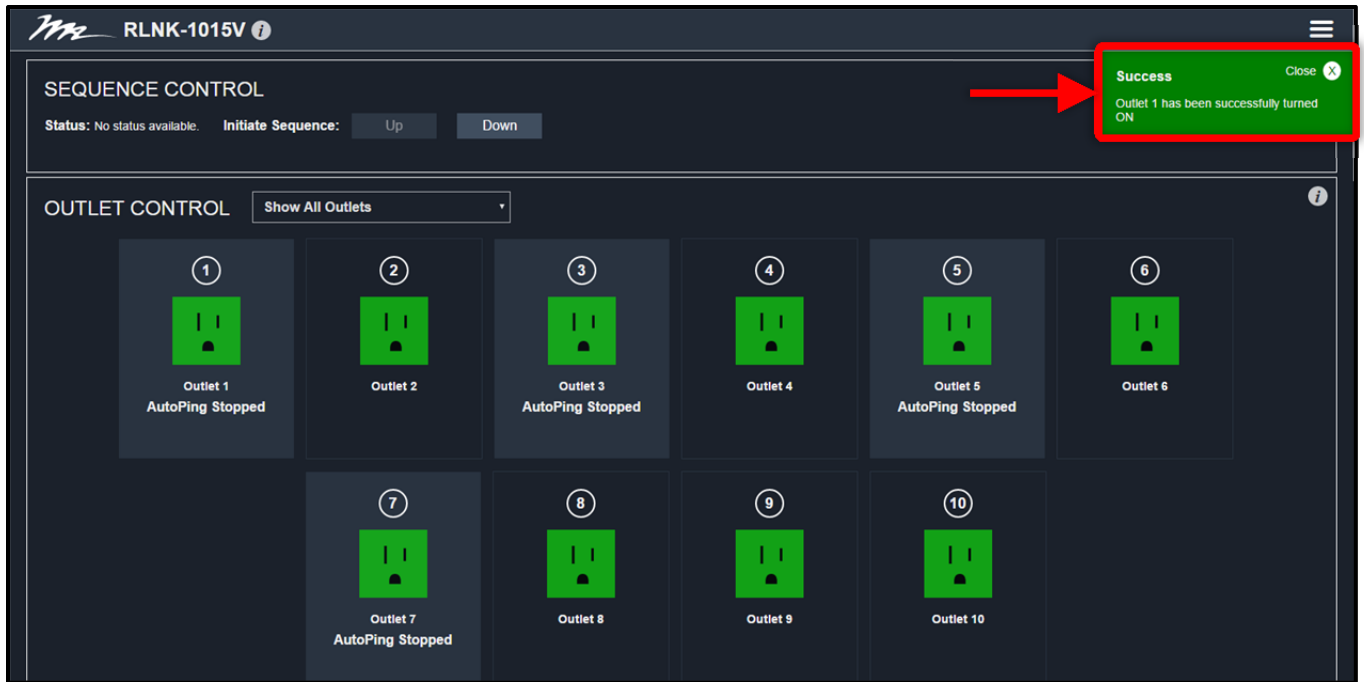 RLNK-1015V i
Success
Close X
Outlet 1 has been successfully turned
ON
SEQUENCE CONTROL
Status: No status available. Initiate Sequence: Up Down
OUTLET CONTROL Show All Outlets i
1 2 3 4 5 6
Outlet 1 Outlet 2 Outlet 3 Outlet 4 Outlet 5 Outlet 6
AutoPing Stopped AutoPing Stopped AutoPing Stopped
7 8 9 10
Outlet 7 Outlet 8 Outlet 9 Outlet 10
AutoPing Stopped